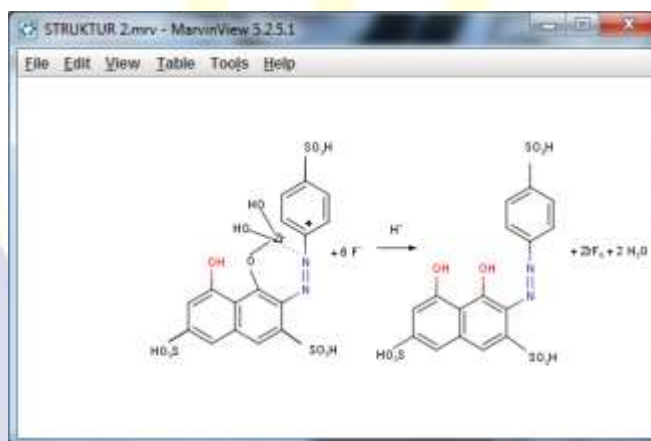 STRUKTUR 2.mrv - MarvinView 5.2.5.1
File Edit View Table Tools Help
SO3H SO3H
HO
HO
Zr + N
+ 6 F-
H+
N
+ ZrF6 + 2 H2O
OH O N OH OH N
HO3S SO3H HO3S SO3H